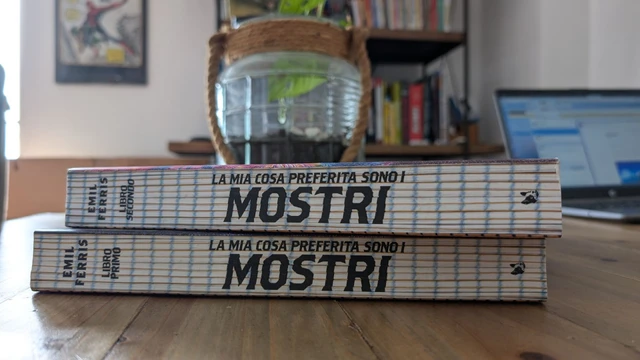 EMIL
FERRIS
LIBRO
SECONDO
LA MIA COSA PREFERITA SONO I
MOSTRI
EMIL
FERRIS
LIBRO
PRIMO
LA MIA COSA PREFERITA SONO I
MOSTRI